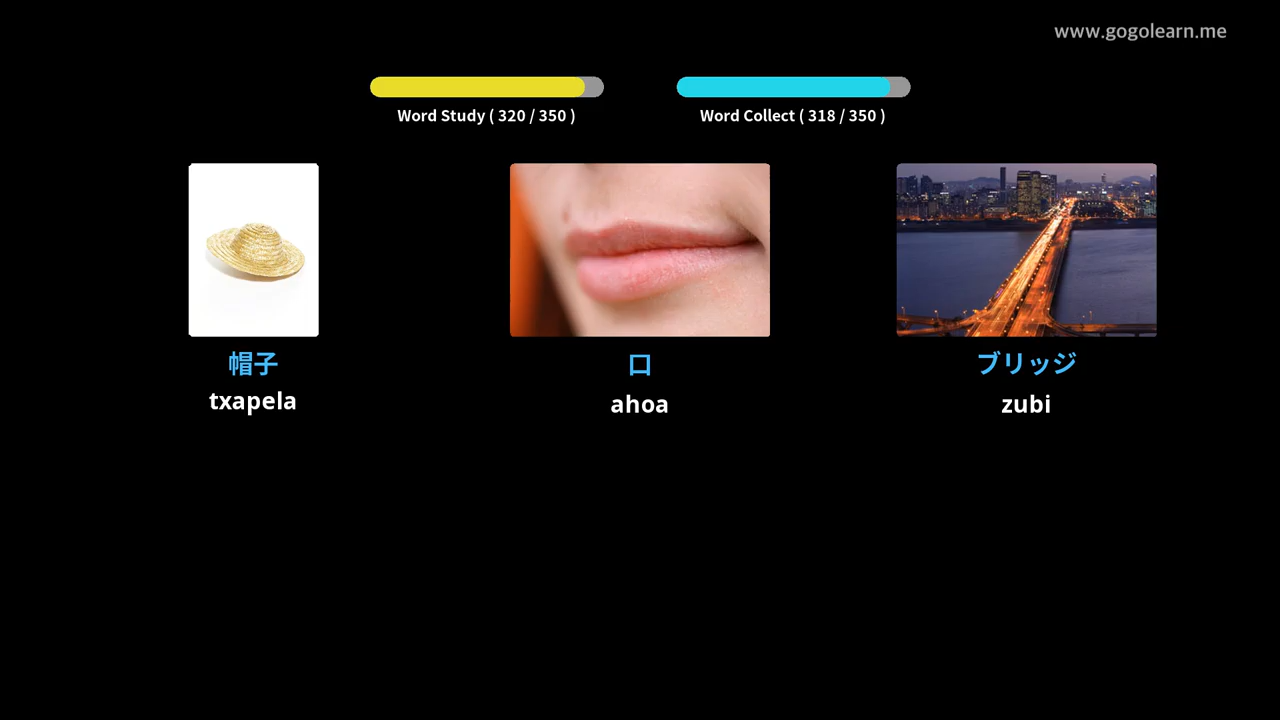 www.gogolearn.me
Word Study ( 320 / 350 )
Word Collect ( 318 / 350 )
帽子
txapela
口
ahoa
ブリッジ
zubi